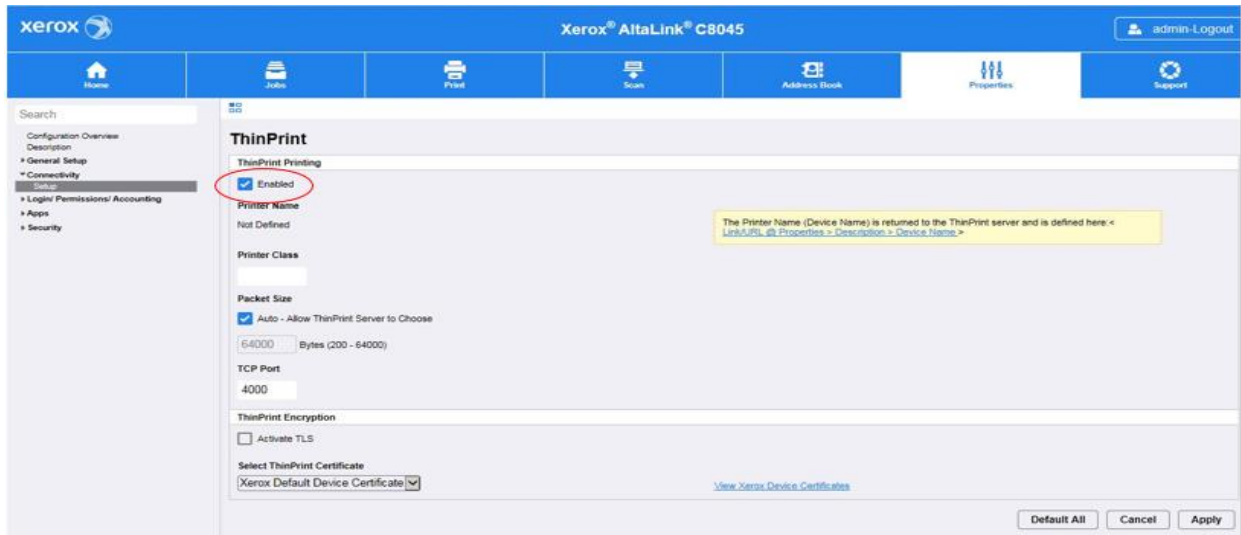 xerox
Xerox® AltaLink® C8045
admin-Logout
Home
Jobs
Print
Scan
Address Book
Properties
Support
Search
Configuration Overview
Description
General Setup
Connectivity
Setup
Login/ Permissions/ Accounting
Apps
Security
ThinPrint
ThinPrint Printing
Enabled
Printer Name
Not Defined
The Printer Name (Device Name) is returned to the ThinPrint server and is defined here:<
Link/URL @ Properties > Description > Device Name >
Printer Class
Packet Size
Auto - Allow ThinPrint Server to Choose
64000 Bytes (200 - 64000)
TCP Port
4000
ThinPrint Encryption
Activate TLS
Select ThinPrint Certificate
Xerox Default Device Certificate
View Xerox Device Certificates
Default All
Cancel
Apply